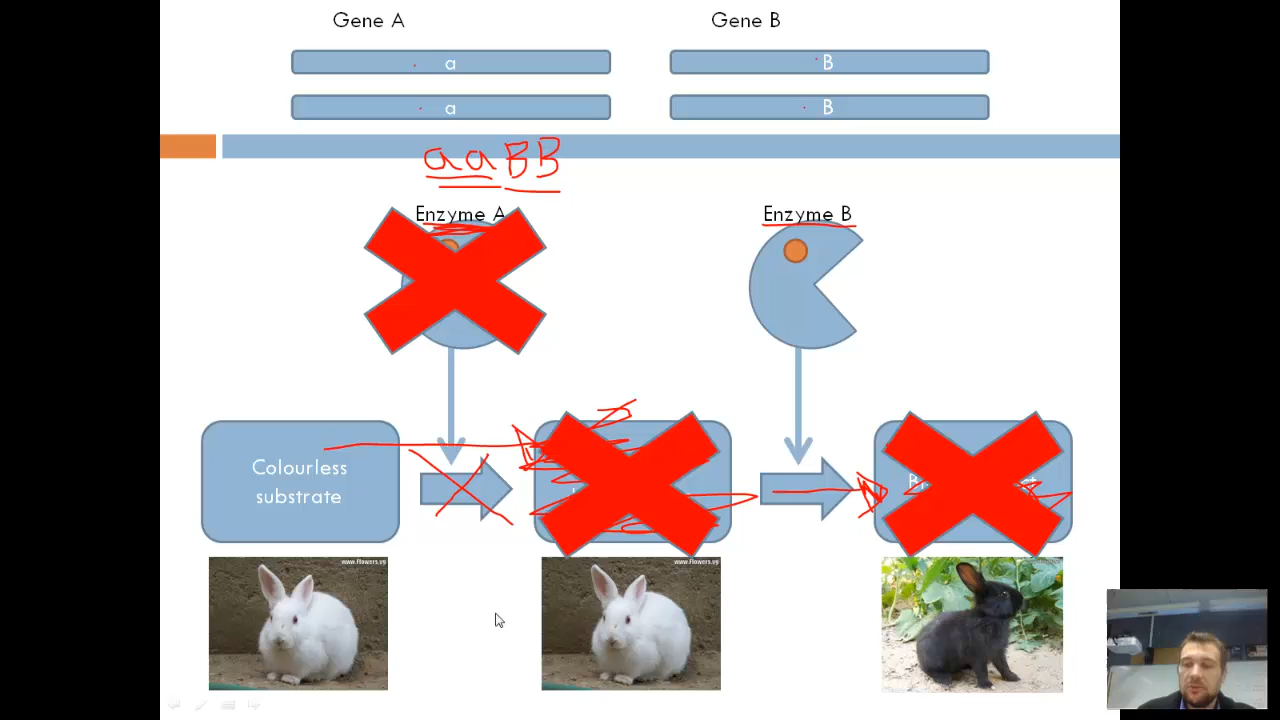 Gene A
Gene B
a
B
a
B
aaBB
Enzyme A
Enzyme B
Colourless
substrate
www.flowers.vg
www.flowers.vg